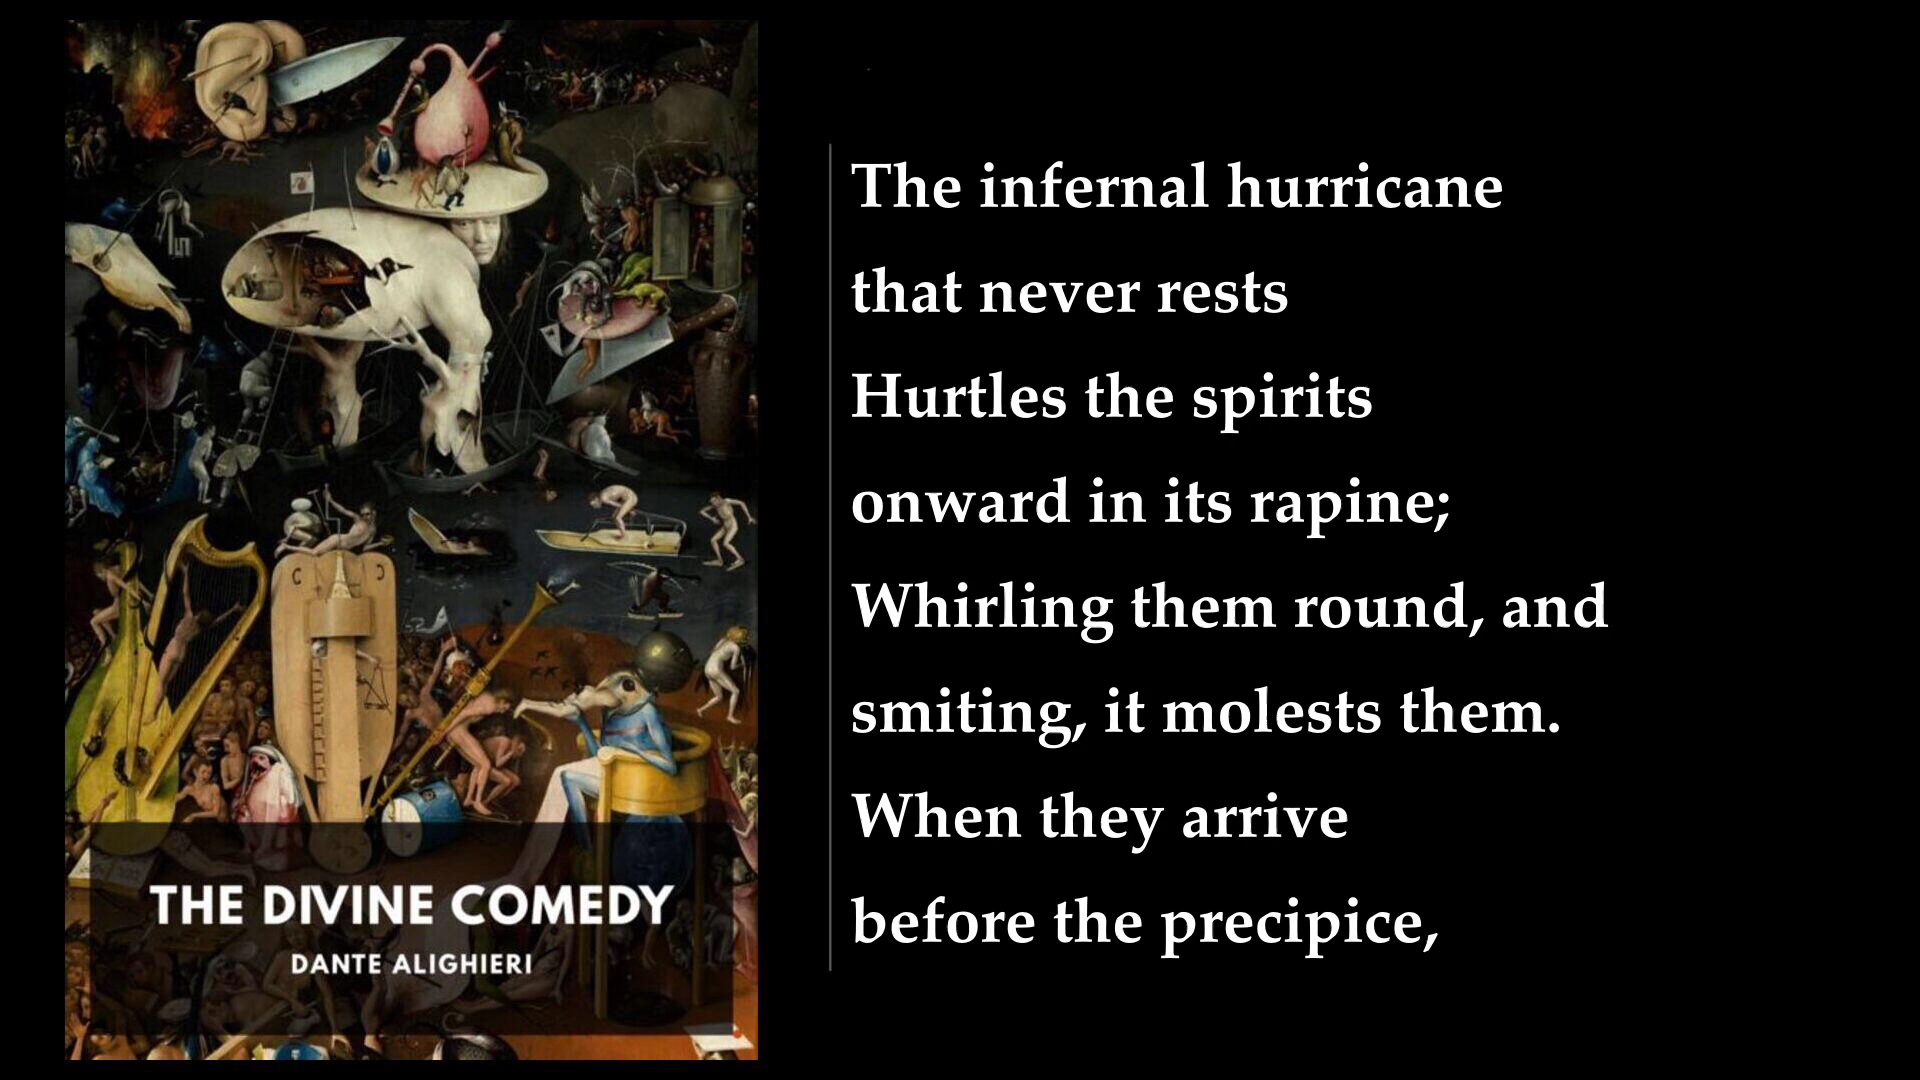 THE DIVINE COMEDY
DANTE ALIGHIERI
The infernal hurricane
that never rests
Hurtles the spirits
onward in its rapine;
Whirling them round, and
smiting, it molests them.
When they arrive
before the precipice,